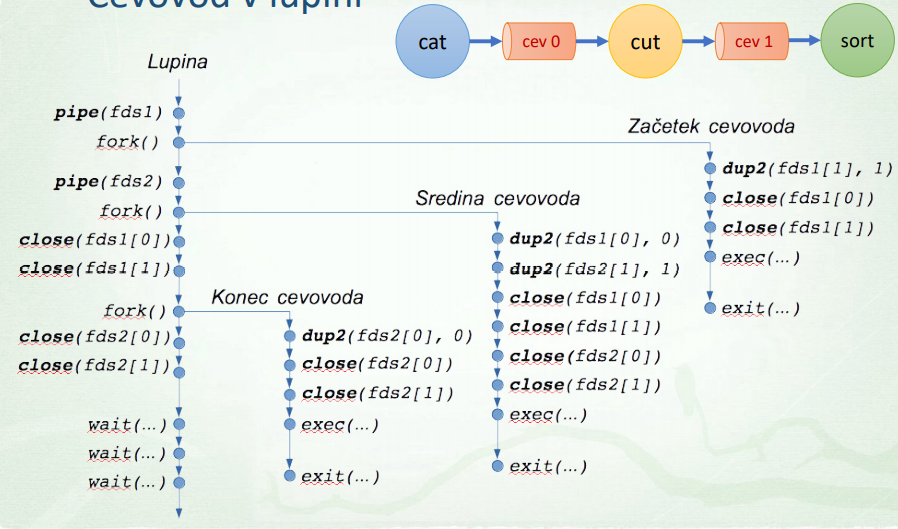 Cevovod v lupini
cat
cev 0
cut
cev 1
sort
Lupina
pipe(fds1)
fork()
pipe(fds2)
fork()
close(fds1[0])
close(fds1[1])
fork()
close(fds2[0])
close(fds2[1])
wait(…)
wait(…)
wait(…)
Konec cevovoda
dup2(fds2[0], 0)
close(fds2[0])
close(fds2[1])
exec(…)
exit(…)
Sredina cevovoda
dup2(fds1[0], 0)
dup2(fds2[1], 1)
close(fds1[0])
close(fds1[1])
close(fds2[0])
close(fds2[1])
exec(…)
exit(…)
Začetek cevovoda
dup2(fds1[1], 1)
close(fds1[0])
close(fds1[1])
exec(…)
exit(…)